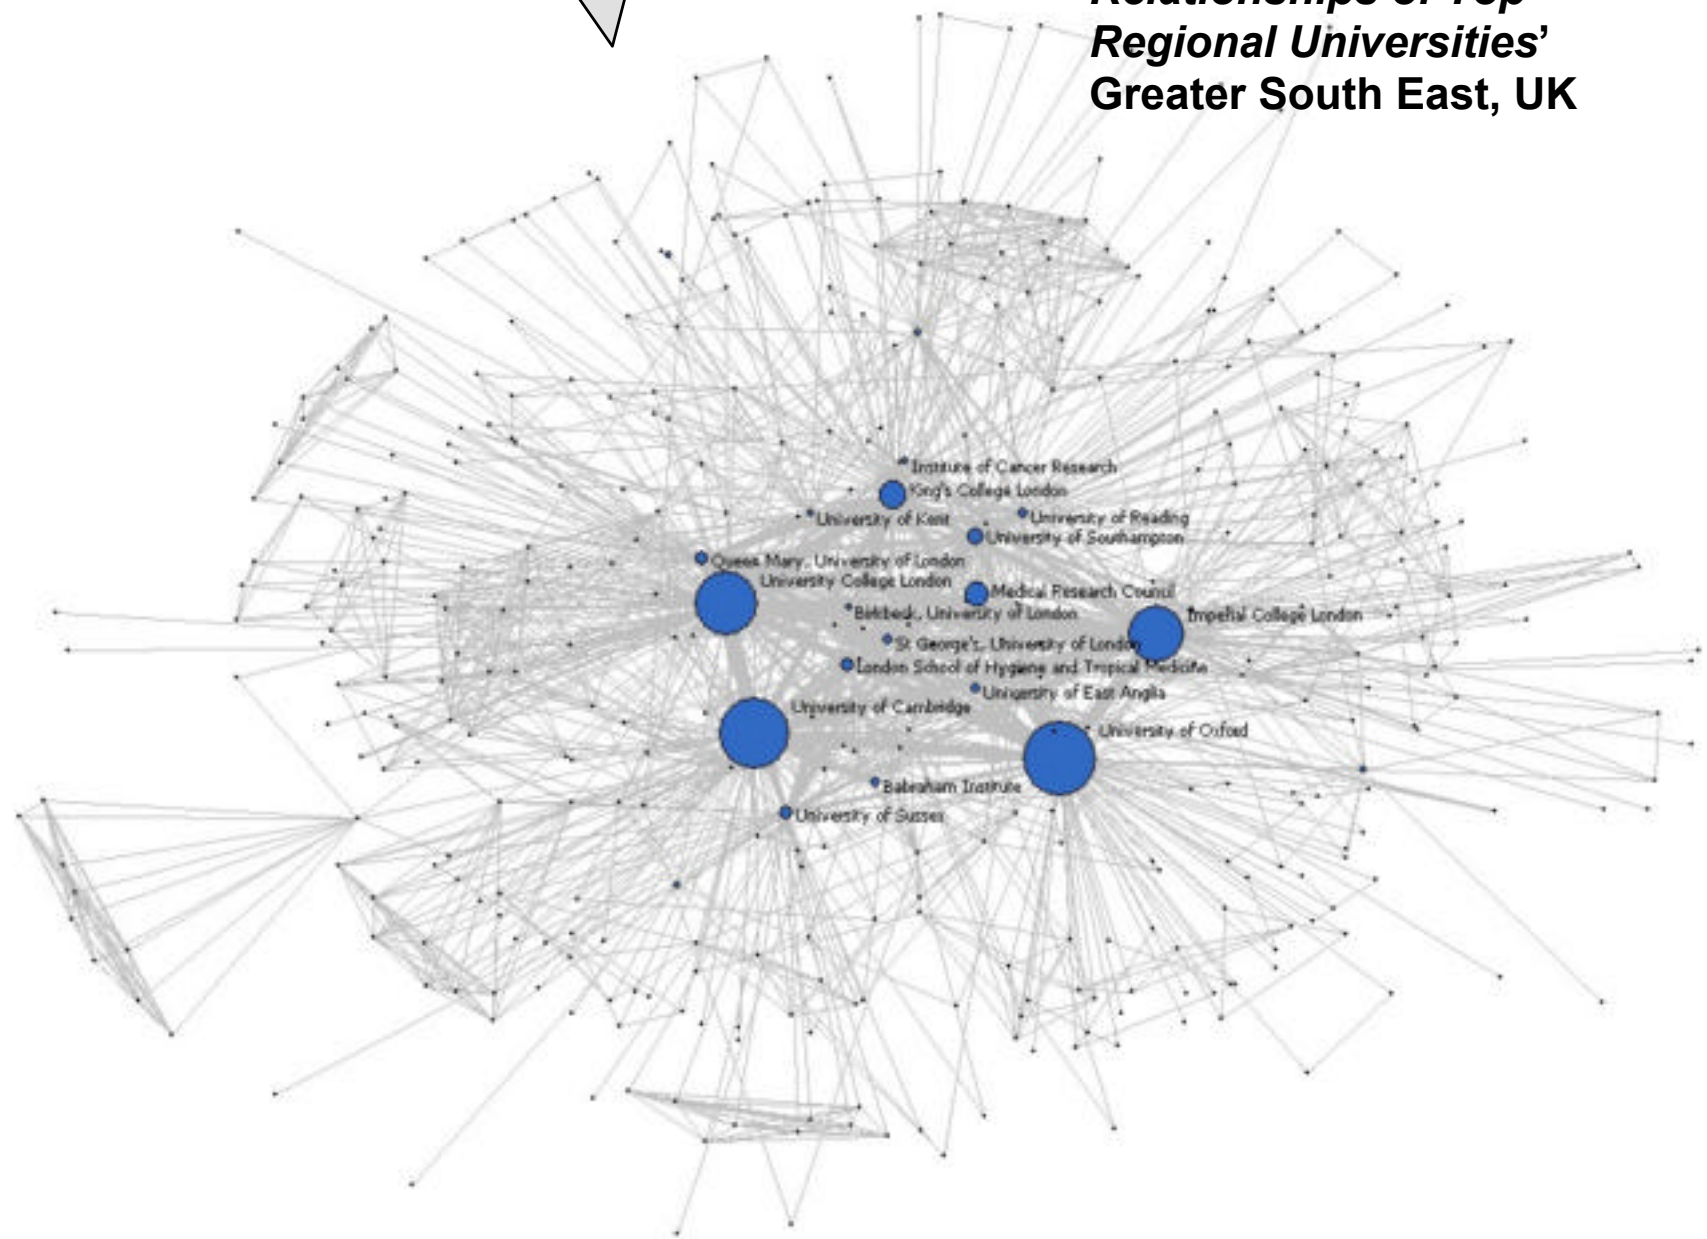 Relationships of Top
Regional Universities’
Greater South East, UK
Institute of Cancer Research
King's College London
University of Kent
University of Reading
University of Southampton
Queen Mary, University of London
University College London
Medical Research Council
Birkbeck, University of London
Imperial College London
St George's, University of London
London School of Hygiene and Tropical Medicine
University of East Anglia
University of Cambridge
University of Oxford
Babraham Institute
University of Sussex